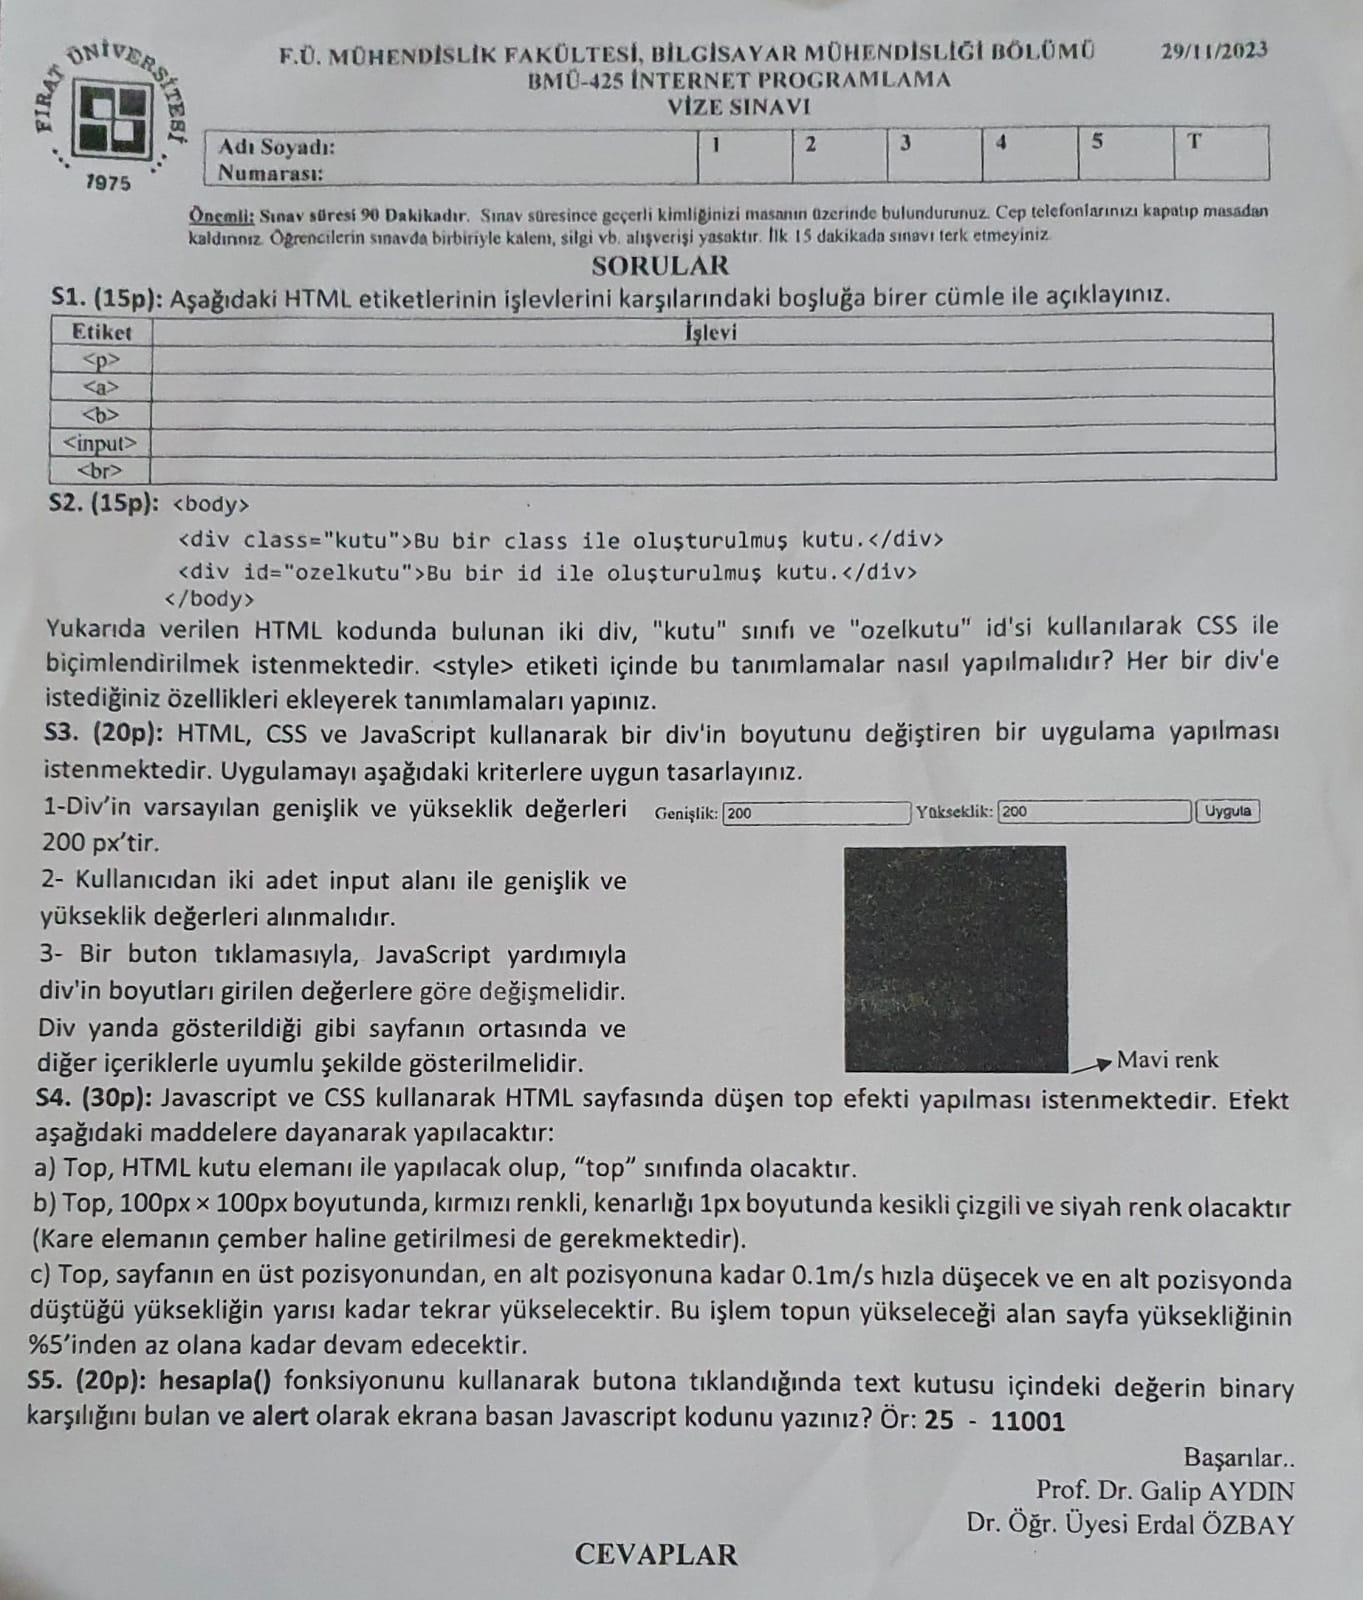 FIRAT ÜNİVERSİTESİ
1975
F.Ü. MÜHENDİSLİK FAKÜLTESİ, BİLGİSAYAR MÜHENDİSLİĞİ BÖLÜMÜ 29/11/2023
BMÜ-425 İNTERNET PROGRAMLAMA
VİZE SINAVI
Adı Soyadı: 1 2 3 4 5 T
Numarası:
Önemli: Sınav süresi 90 Dakikadır. Sınav süresince geçerli kimliğinizi masanın üzerinde bulundurunuz. Cep telefonlarınızı kapatıp masadan
kaldırınız. Öğrencilerin sınavda birbiriyle kalem, silgi vb. alışverişi yasaktır. İlk 15 dakikada sınavı terk etmeyiniz.
SORULAR
S1. (15p): Aşağıdaki HTML etiketlerinin işlevlerini karşılarındaki boşluğa birer cümle ile açıklayınız.
Etiket İşlevi
<p>
<a>
<b>
<input>
<br>
S2. (15p): <body>
<div class="kutu">Bu bir class ile oluşturulmuş kutu.</div>
<div id="ozelkutu">Bu bir id ile oluşturulmuş kutu.</div>
</body>
Yukarıda verilen HTML kodunda bulunan iki div, "kutu" sınıfı ve "ozelkutu" id'si kullanılarak CSS ile
biçimlendirilmek istenmektedir. <style> etiketi içinde bu tanımlamalar nasıl yapılmalıdır? Her bir div'e
istediğiniz özellikleri ekleyerek tanımlamaları yapınız.
S3. (20p): HTML, CSS ve JavaScript kullanarak bir div'in boyutunu değiştiren bir uygulama yapılması
istenmektedir. Uygulamayı aşağıdaki kriterlere uygun tasarlayınız.
1-Div'in varsayılan genişlik ve yükseklik değerleri
200 px'tir.
2- Kullanıcıdan iki adet input alanı ile genişlik ve
yükseklik değerleri alınmalıdır.
3- Bir buton tıklamasıyla, JavaScript yardımıyla
div'in boyutları girilen değerlere göre değişmelidir.
Div yanda gösterildiği gibi sayfanın ortasında ve
diğer içeriklerle uyumlu şekilde gösterilmelidir.
Genişlik: 200 Yükseklik: 200 Uygula
Mavi renk
S4. (30p): Javascript ve CSS kullanarak HTML sayfasında düşen top efekti yapılması istenmektedir. Efekt
aşağıdaki maddelere dayanarak yapılacaktır:
a) Top, HTML kutu elemanı ile yapılacak olup, “top” sınıfında olacaktır.
b) Top, 100px × 100px boyutunda, kırmızı renkli, kenarlığı 1px boyutunda kesikli çizgili ve siyah renk olacaktır
(Kare elemanın çember haline getirilmesi de gerekmektedir).
c) Top, sayfanın en üst pozisyonundan, en alt pozisyonuna kadar 0.1m/s hızla düşecek ve en alt pozisyonda
düştüğü yüksekliğin yarısı kadar tekrar yükselecektir. Bu işlem topun yükseleceği alan sayfa yüksekliğinin
%5'inden az olana kadar devam edecektir.
S5. (20p): hesapla() fonksiyonunu kullanarak butona tıklandığında text kutusu içindeki değerin binary
karşılığını bulan ve alert olarak ekrana basan Javascript kodunu yazınız? Ör: 25 - 11001
Başarılar..
Prof. Dr. Galip AYDIN
Dr. Öğr. Üyesi Erdal ÖZBAY
CEVAPLAR